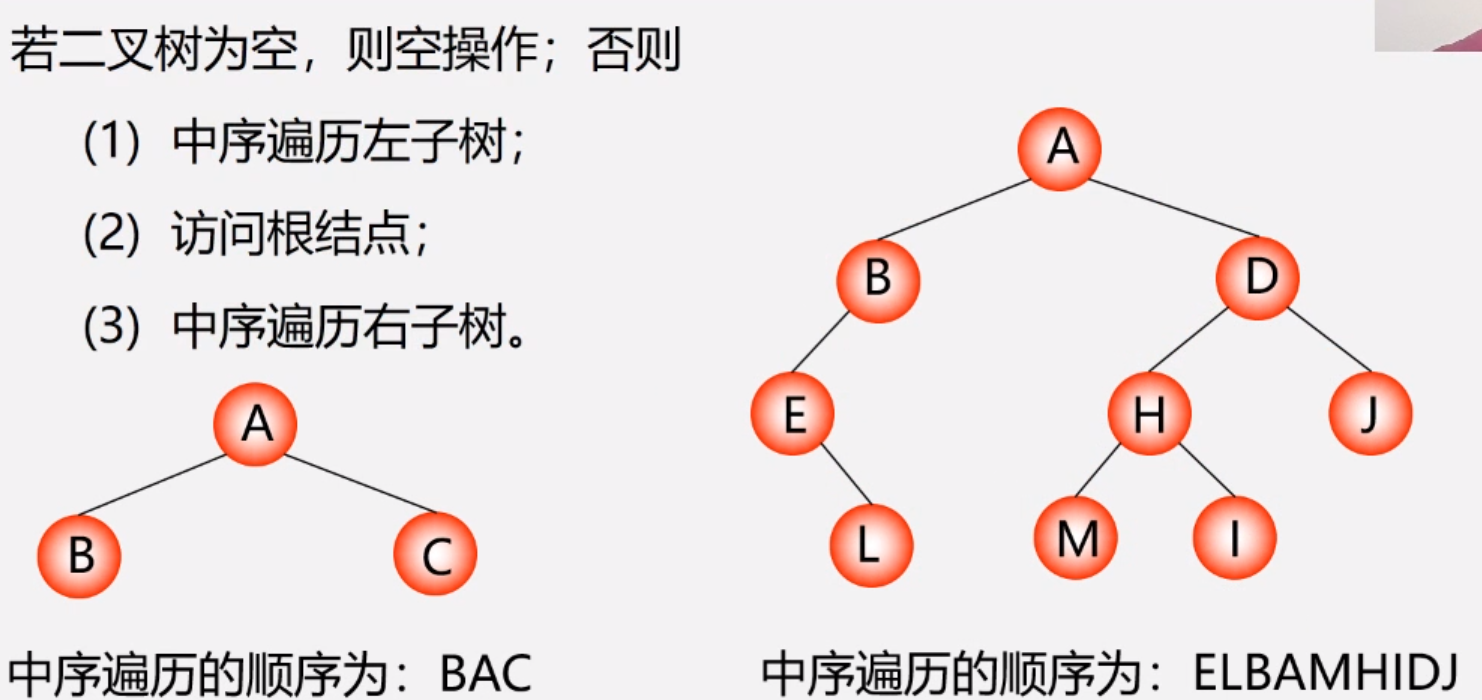 若二叉树为空，则空操作；否则
(1) 中序遍历左子树；
(2) 访问根结点；
(3) 中序遍历右子树。
A
B
C
中序遍历的顺序为：BAC
A
B
D
E
H
J
L
M
I
中序遍历的顺序为：ELBAMHIDJ